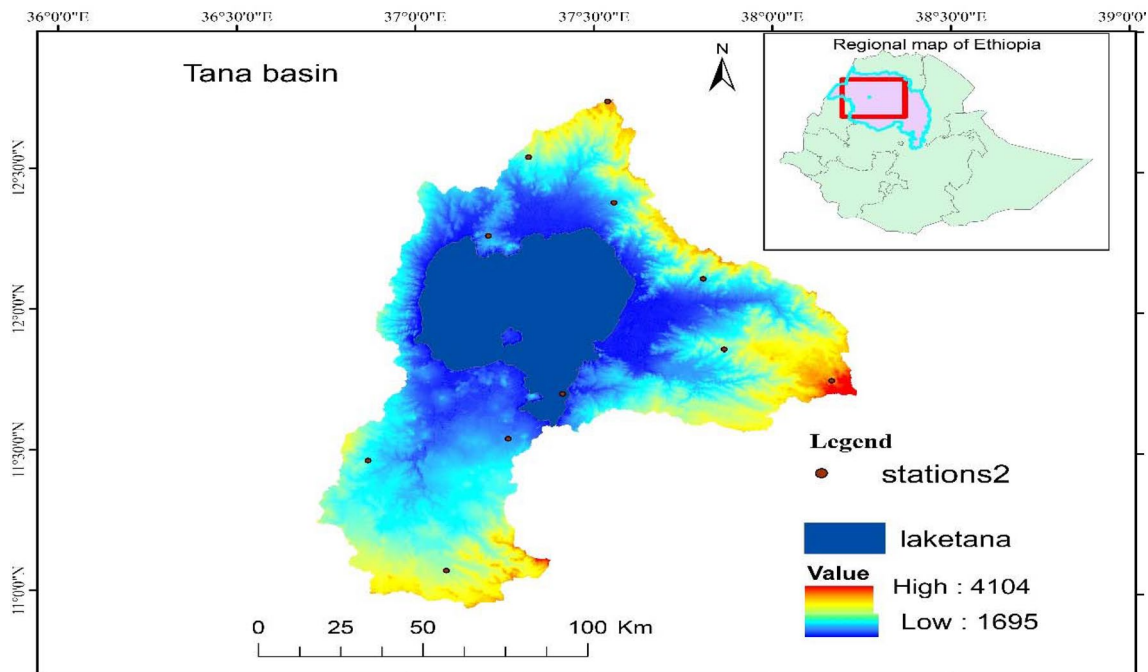 36°0'0"E 36°30'0"E 37°0'0"E 37°30'0"E 38°0'0"E 38°30'0"E 39°0'0"E
Tana basin
N
Regional map of Ethiopia
12°30'0"N
12°0'0"N
11°30'0"N
11°0'0"N
Legend
stations2
laketana
Value
High : 4104
Low : 1695
0 25 50 100 Km